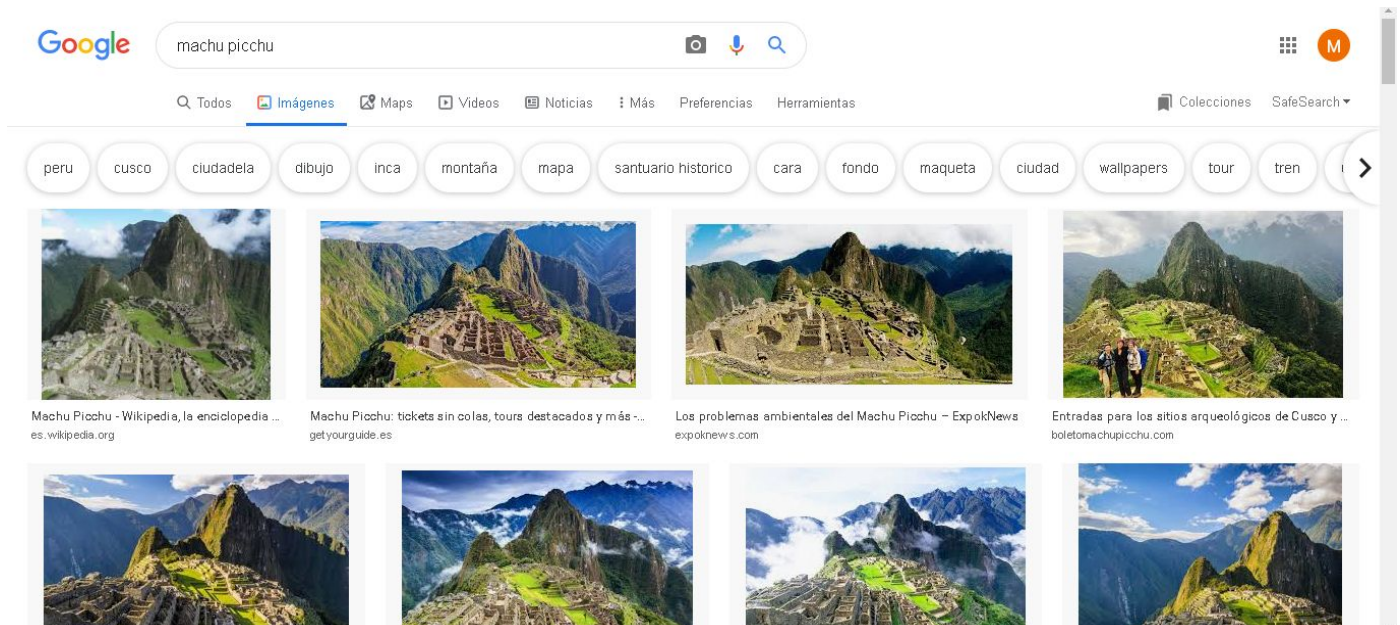 Google
machu picchu
M
Todos Imágenes Maps Videos Noticias Más Preferencias Herramientas Colecciones SafeSearch
peru cusco ciudadela dibujo inca montaña mapa santuario historico cara fondo maqueta ciudad wallpapers tour tren
Machu Picchu - Wikipedia, la enciclopedia ... Machu Picchu: tickets sin colas, tours destacados y más -... Los problemas ambientales del Machu Picchu – ExpokNews Entradas para los sitios arqueológicos de Cusco y ...
es.wikipedia.org getyourguide.es expoknews.com boletomachupicchu.com